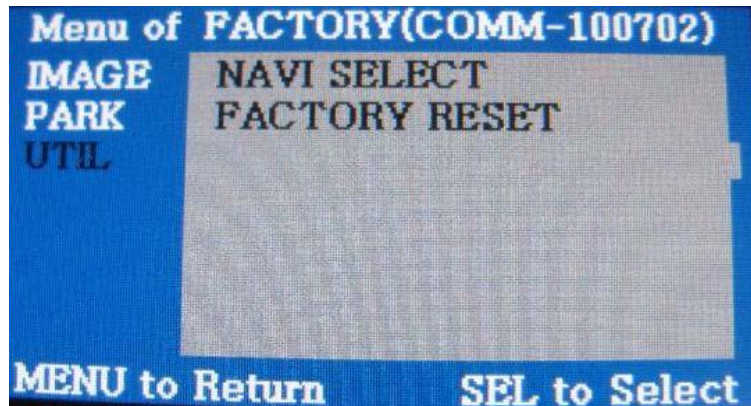 Menu of FACTORY(COMM-100702)
IMAGE NAVI SELECT
PARK FACTORY RESET
UTIL
MENU to Return SEL to Select